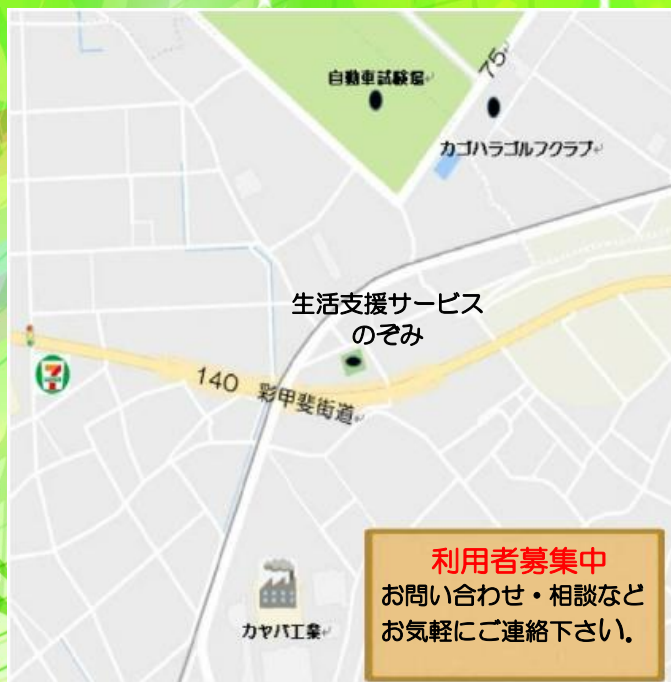 自動車試験場
75
カゴハラゴルフクラブ
生活支援サービス
のぞみ
7
140 彩甲斐街道
カヤバ工業
利用者募集中
お問い合わせ・相談など
お気軽にご連絡下さい。